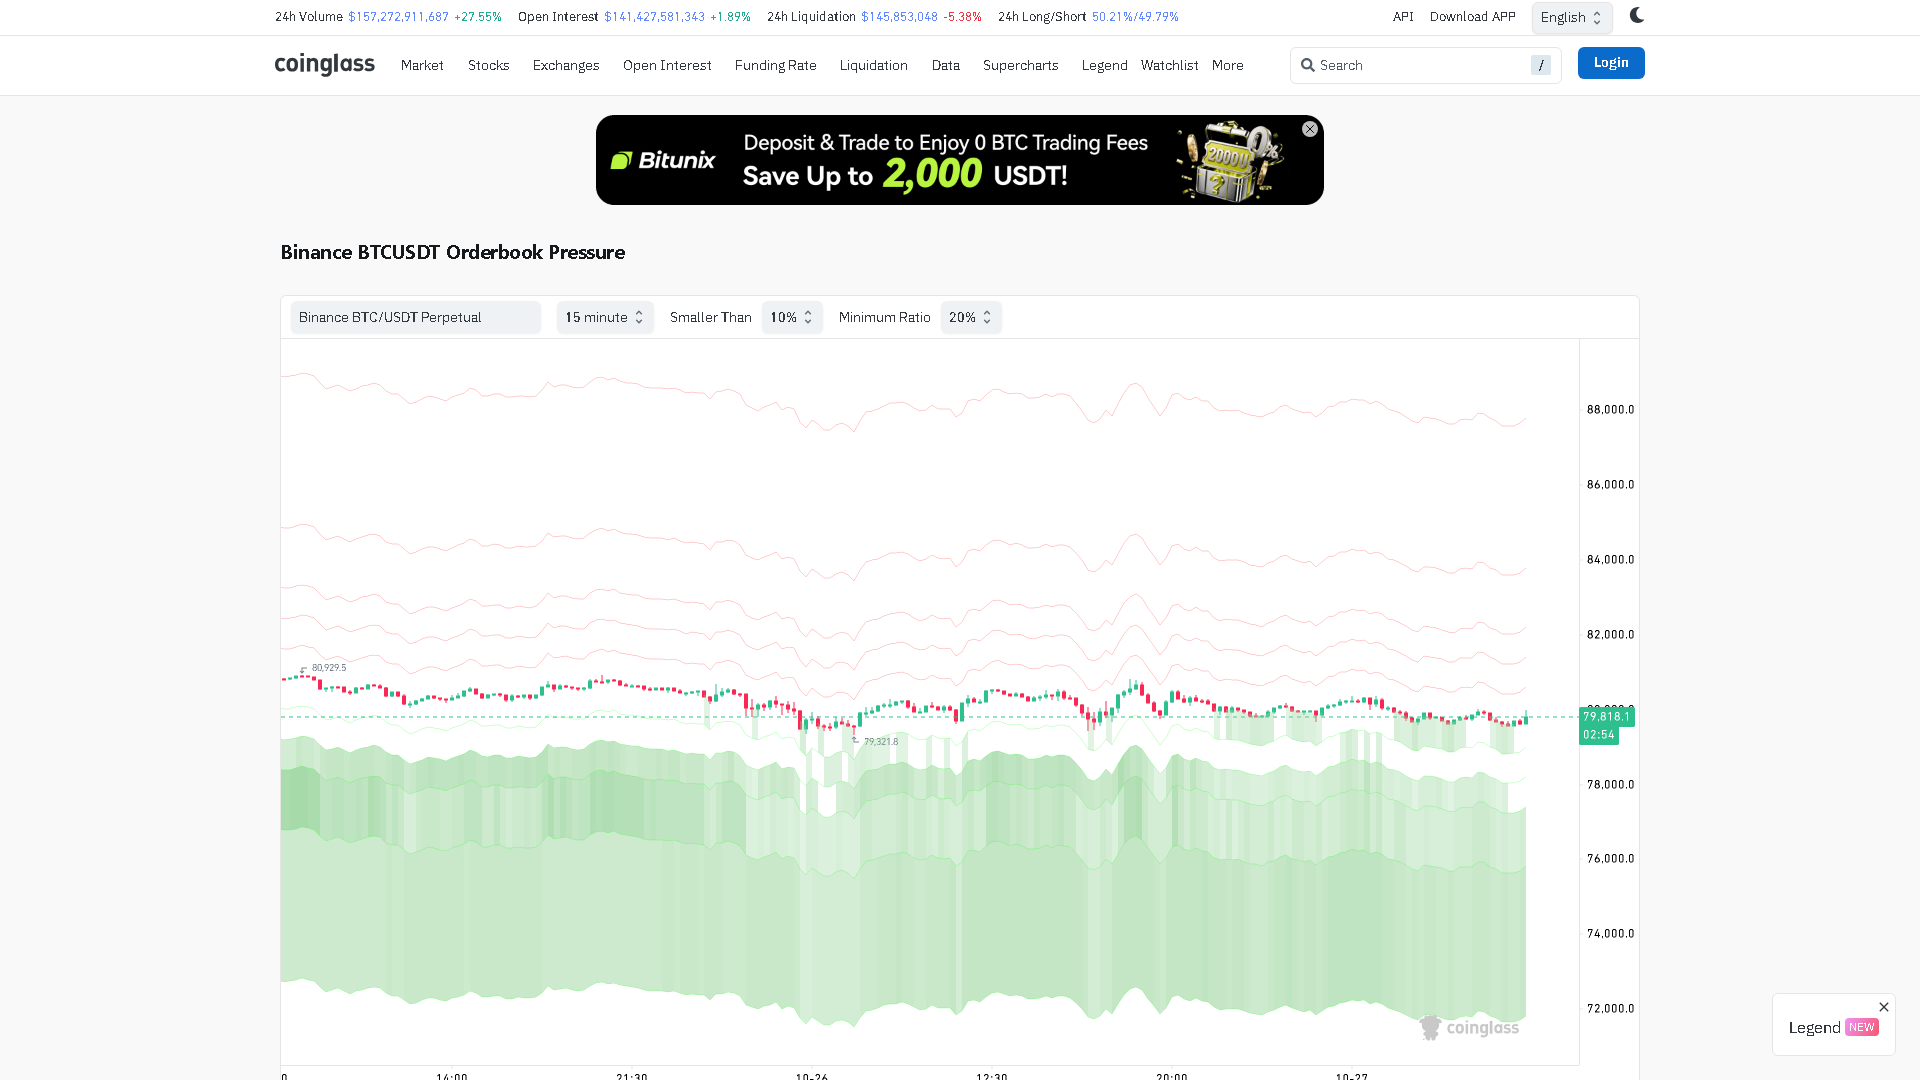 24h Volume $157,272,911,687 +27.55% Open Interest $141,427,581,343 +1.89% 24h Liquidation $145,853,048 -5.38% 24h Long/Short 50.21%/49.79% API Download APP English
coinglass Market Stocks Exchanges Open Interest Funding Rate Liquidation Data Supercharts Legend Watchlist More Search / Login
Bitunix Deposit & Trade to Enjoy 0 BTC Trading Fees
Save Up to 2,000 USDT!
2000U
0%
?
Binance BTCUSDT Orderbook Pressure
Binance BTC/USDT Perpetual 15 minute Smaller Than 10% Minimum Ratio 20%
88,000.0
86,000.0
84,000.0
82,000.0
80,929.5
79,818.1
02:54
79,321.8
78,000.0
76,000.0
74,000.0
72,000.0
coinglass
Legend NEW
14:00 21:30 10-26 12:30 20:00 10-27